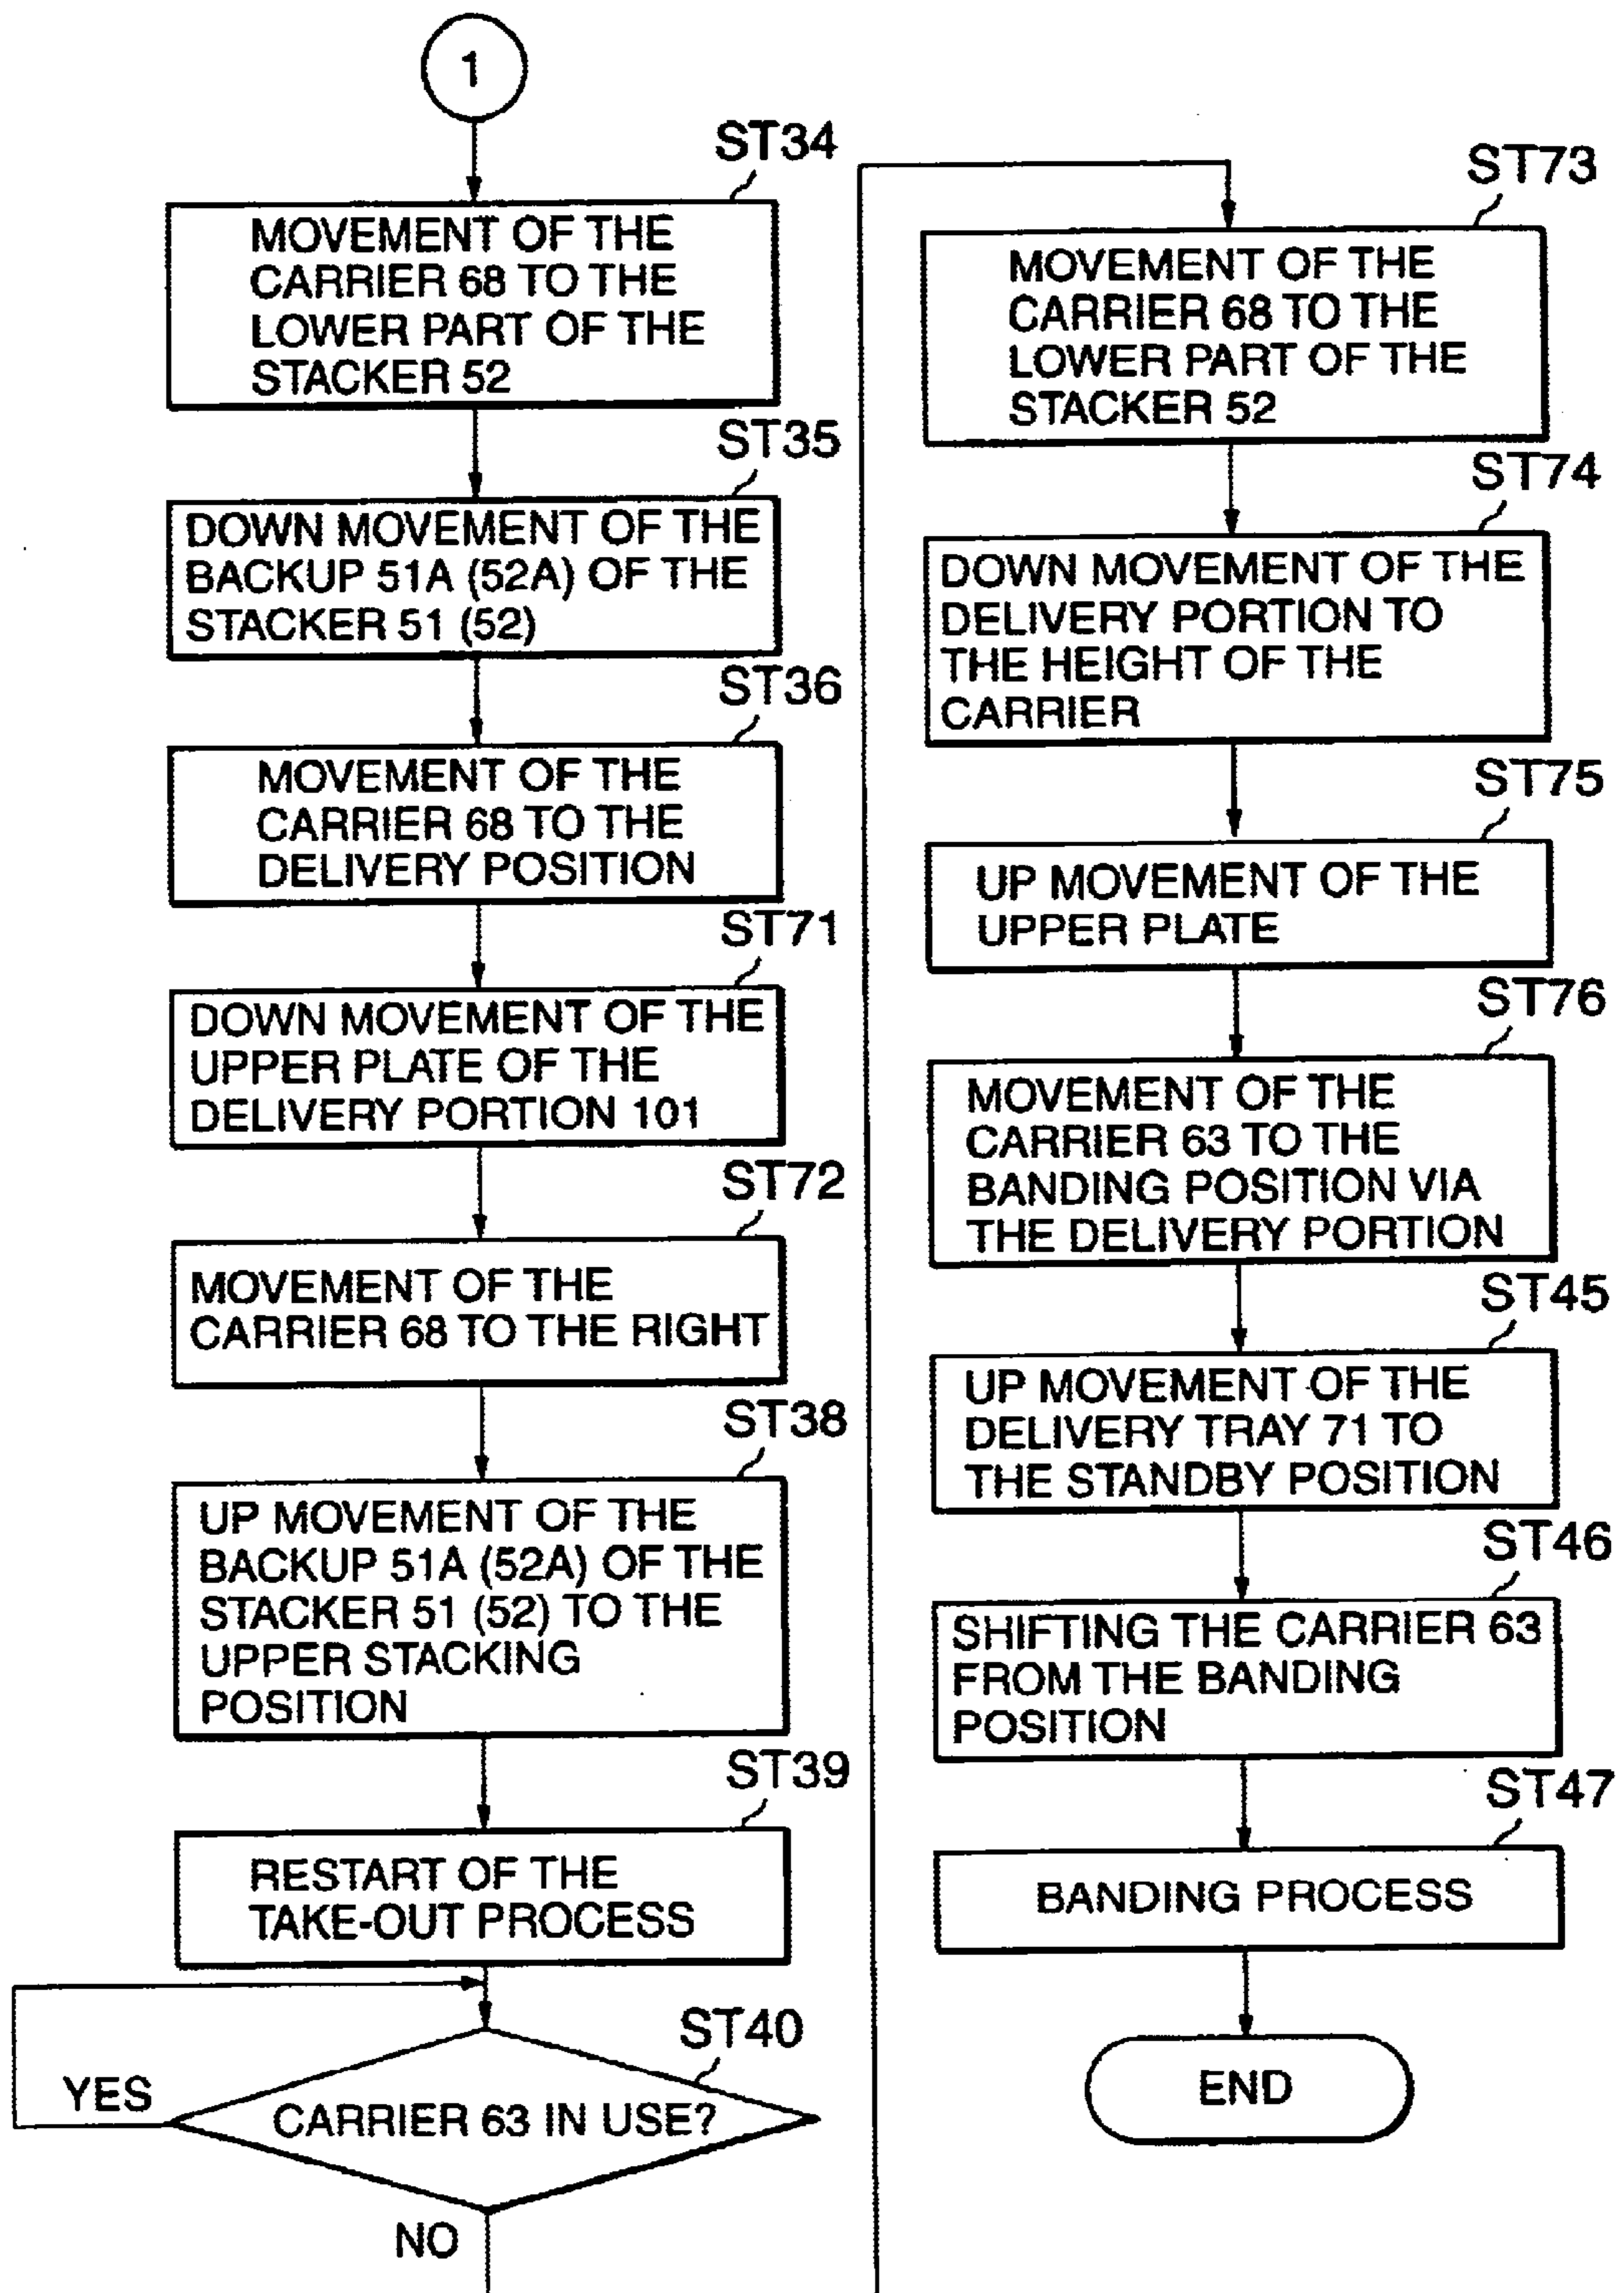 1
ST34
MOVEMENT OF THE
CARRIER 68 TO THE
LOWER PART OF THE
STACKER 52
ST35
DOWN MOVEMENT OF THE
BACKUP 51A (52A) OF THE
STACKER 51 (52)
ST36
MOVEMENT OF THE
CARRIER 68 TO THE
DELIVERY POSITION
ST71
DOWN MOVEMENT OF THE
UPPER PLATE OF THE
DELIVERY PORTION 101
ST72
MOVEMENT OF THE
CARRIER 68 TO THE RIGHT
ST38
UP MOVEMENT OF THE
BACKUP 51A (52A) OF THE
STACKER 51 (52) TO THE
UPPER STACKING
POSITION
ST39
RESTART OF THE
TAKE-OUT PROCESS
ST40
YES
CARRIER 63 IN USE?
NO
ST73
MOVEMENT OF THE
CARRIER 68 TO THE
LOWER PART OF THE
STACKER 52
ST74
DOWN MOVEMENT OF THE
DELIVERY PORTION TO
THE HEIGHT OF THE
CARRIER
ST75
UP MOVEMENT OF THE
UPPER PLATE
ST76
MOVEMENT OF THE
CARRIER 63 TO THE
BANDING POSITION VIA
THE DELIVERY PORTION
ST45
UP MOVEMENT OF THE
DELIVERY TRAY 71 TO
THE STANDBY POSITION
ST46
SHIFTING THE CARRIER 63
FROM THE BANDING
POSITION
ST47
BANDING PROCESS
END